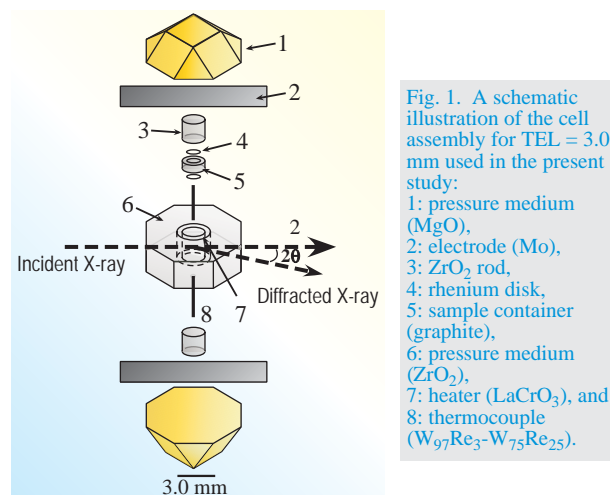 1
2
3
4
5
6
2
Incident X-ray
2θ
Diffracted X-ray
8
7
3.0 mm
Fig. 1. A schematic
illustration of the cell
assembly for TEL = 3.0
mm used in the present
study:
1: pressure medium
(MgO),
2: electrode (Mo),
3: ZrO₂ rod,
4: rhenium disk,
5: sample container
(graphite),
6: pressure medium
(ZrO₂),
7: heater (LaCrO₃), and
8: thermocouple
(W₉₇Re₃-W₇₅Re₂₅).